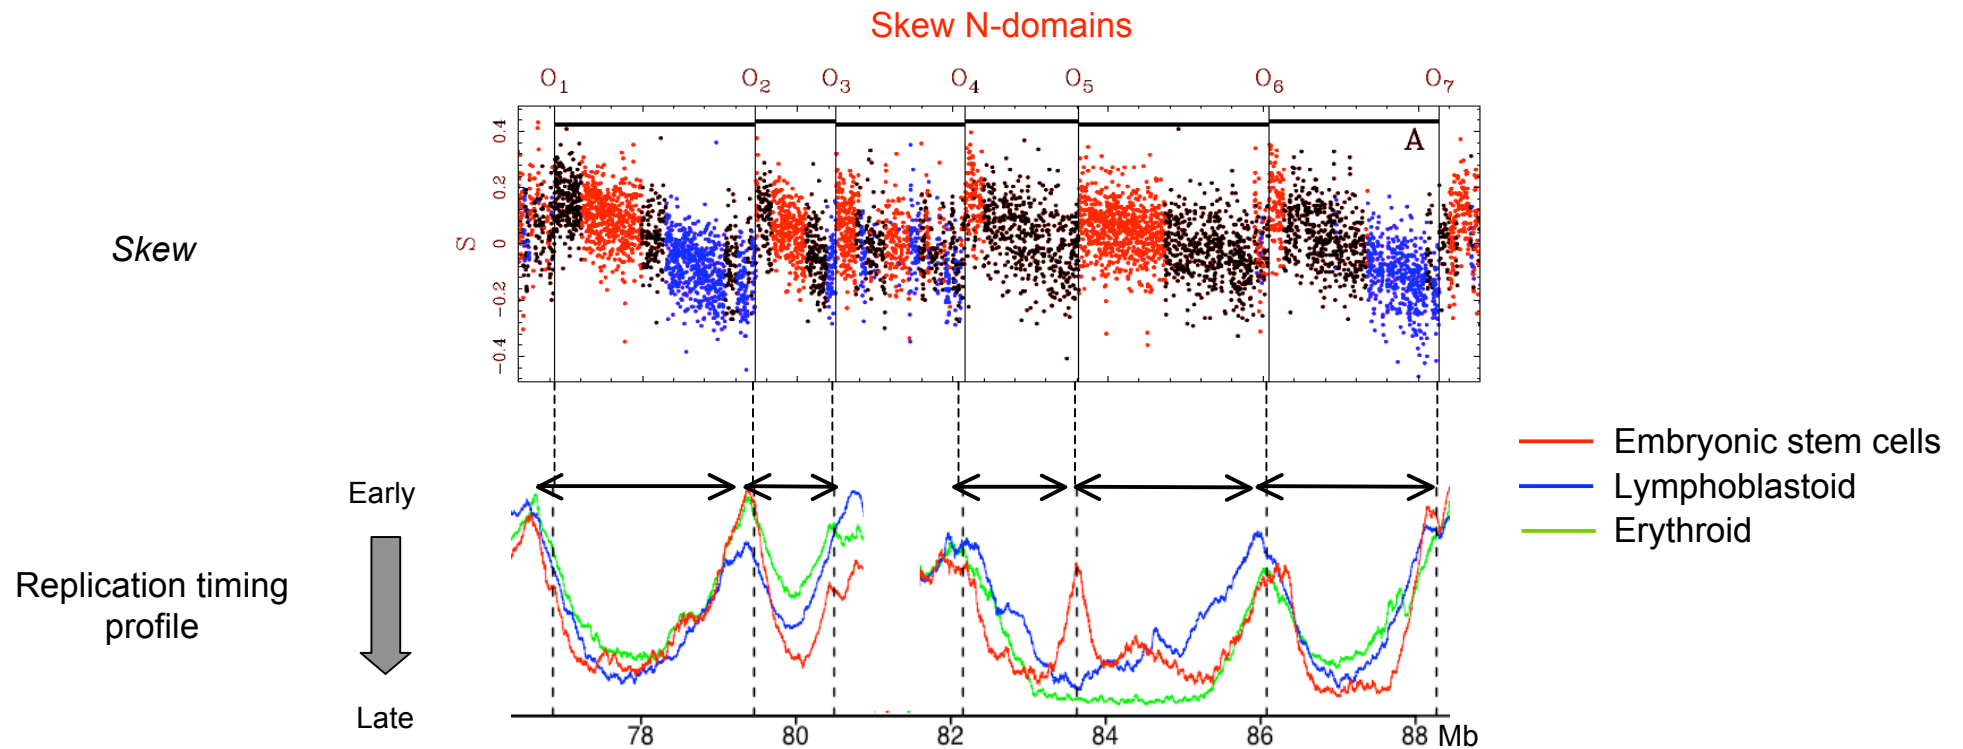 Skew N-domains
O1 O2 O3 O4 O5 O6 O7
A
0.4
0.2
0
−0.2
−0.4
S
Skew
Embryonic stem cells
Lymphoblastoid
Erythroid
Early
Replication timing
profile
Late
78 80 82 84 86 88 Mb